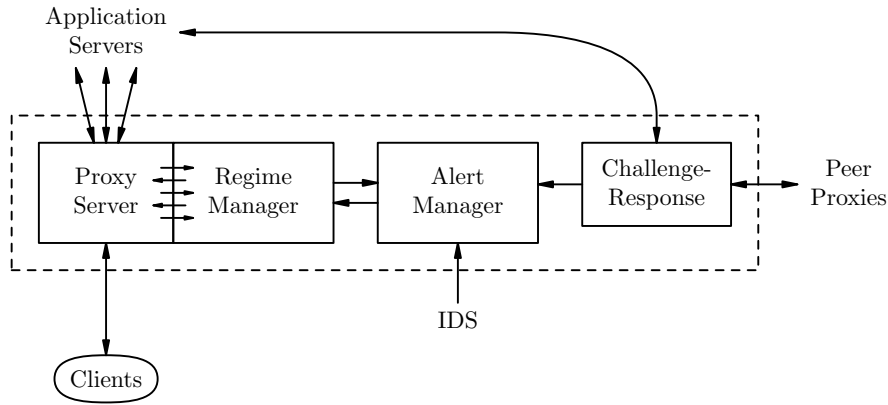 Application
Servers
Proxy
Server
Regime
Manager
Alert
Manager
Challenge-
Response
Peer
Proxies
IDS
Clients